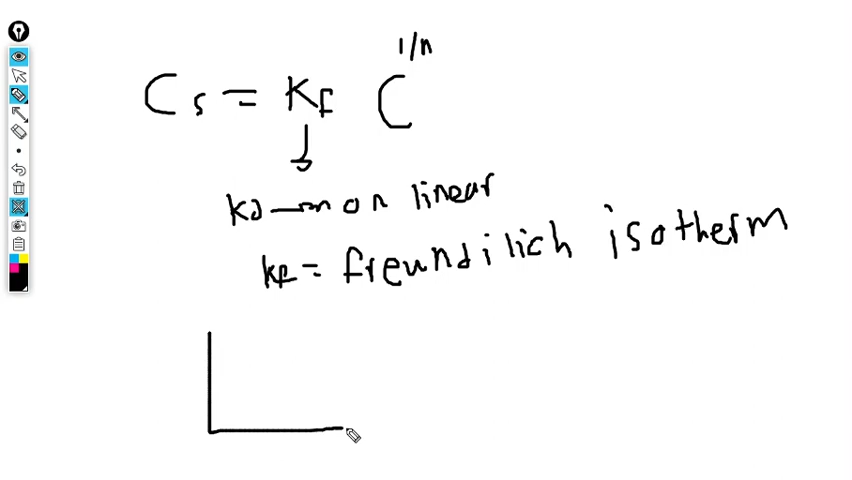 Cs = Kf C^1/n
kd — non linear
kf = freundilich isotherm